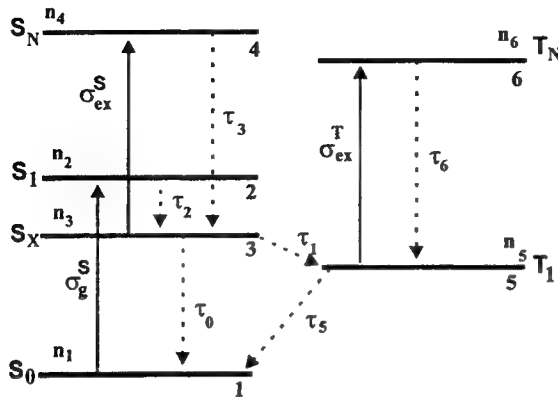 S_N n_4 4
n_6 T_N
6
σ_ex^S
τ_3
σ_ex^T
τ_6
n_2
S_1 2
n_3 τ_2
S_X 3
τ_1
n_5 T_1
5
σ_g^S
τ_0
τ_5
n_1
S_0 1